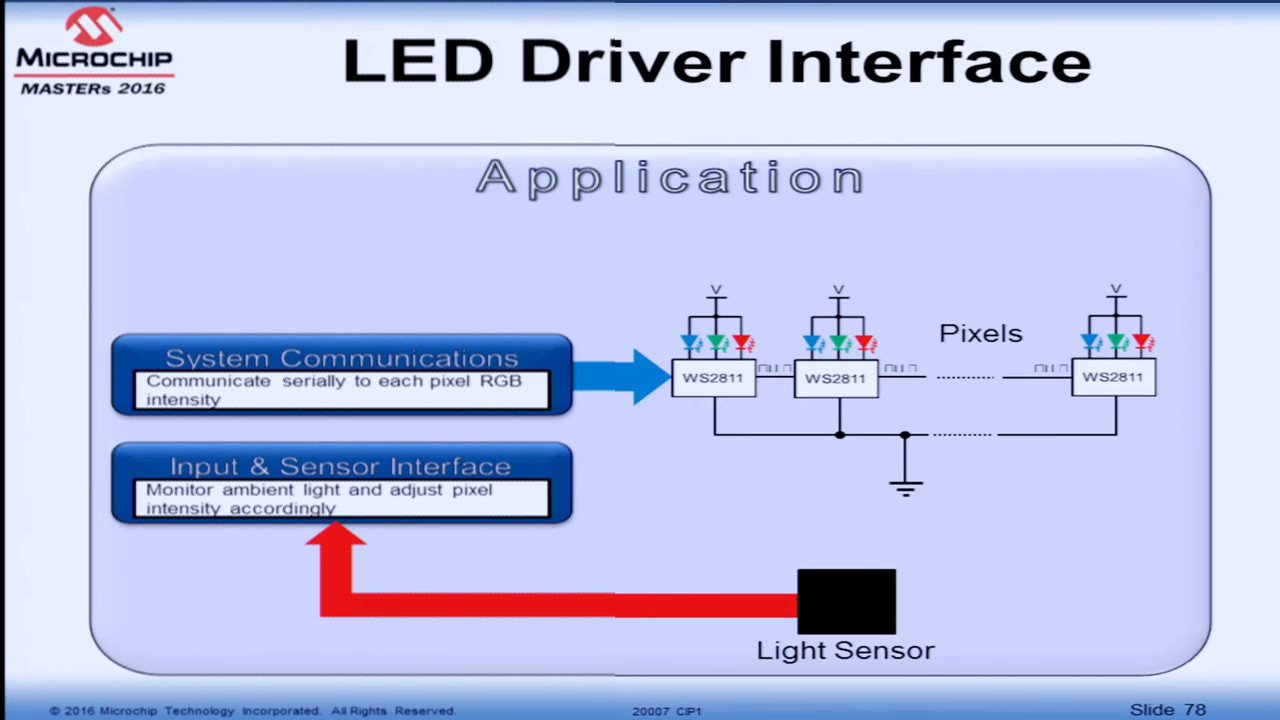 MICROCHIP
MASTERs 2016
LED Driver Interface
Application
V V V
Pixels
System Communications
Communicate serially to each pixel RGB
intensity
WS2811 WS2811 WS2811
Input & Sensor Interface
Monitor ambient light and adjust pixel
intensity accordingly
Light Sensor
© 2016 Microchip Technology Incorporated. All Rights Reserved. 20007 CIP1 Slide 78